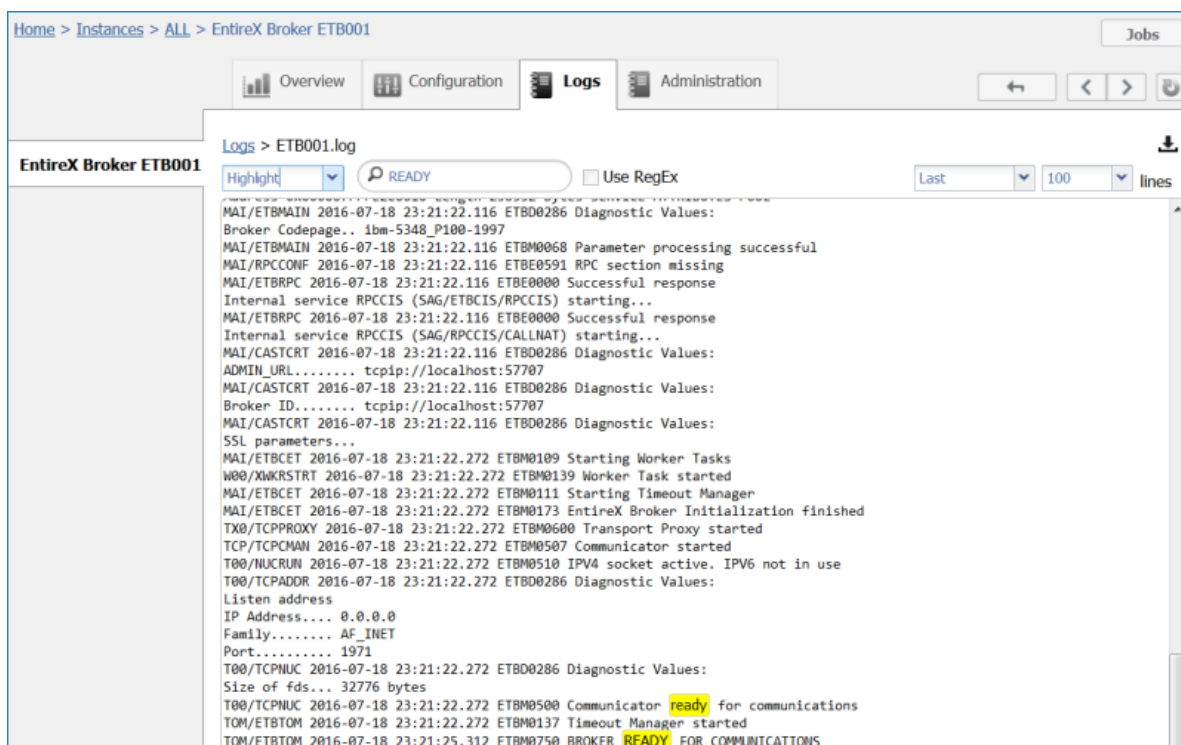 Home > Instances > ALL > EntireX Broker ETB001
Jobs
Overview
Configuration
Logs
Administration
EntireX Broker ETB001
Logs > ETB001.log
Highlight
READY
Use RegEx
Last
100
lines
MAI/ETBMAIN 2016-07-18 23:21:22.116 ETBD0286 Diagnostic Values:
Broker Codepage.. ibm-5348_P100-1997
MAI/ETBMAIN 2016-07-18 23:21:22.116 ETBM0068 Parameter processing successful
MAI/RPCCONF 2016-07-18 23:21:22.116 ETBE0591 RPC section missing
MAI/ETBRPC 2016-07-18 23:21:22.116 ETBE0000 Successful response
Internal service RPCCIS (SAG/ETBCIS/RPCCIS) starting...
MAI/ETBRPC 2016-07-18 23:21:22.116 ETBE0000 Successful response
Internal service RPCCIS (SAG/RPCCIS/CALLNAT) starting...
MAI/CASTCRT 2016-07-18 23:21:22.116 ETBD0286 Diagnostic Values:
ADMIN_URL........ tcpip://localhost:57707
MAI/CASTCRT 2016-07-18 23:21:22.116 ETBD0286 Diagnostic Values:
Broker ID........ tcpip://localhost:57707
MAI/CASTCRT 2016-07-18 23:21:22.116 ETBD0286 Diagnostic Values:
SSL parameters...
MAI/ETBCET 2016-07-18 23:21:22.272 ETBM0109 Starting Worker Tasks
W00/XWKRSTRT 2016-07-18 23:21:22.272 ETBM0139 Worker Task started
MAI/ETBCET 2016-07-18 23:21:22.272 ETBM0111 Starting Timeout Manager
MAI/ETBCET 2016-07-18 23:21:22.272 ETBM0173 EntireX Broker Initialization finished
TX0/TCPPROXY 2016-07-18 23:21:22.272 ETBM0600 Transport Proxy started
TCP/TCPCMAN 2016-07-18 23:21:22.272 ETBM0507 Communicator started
T00/NUCRUN 2016-07-18 23:21:22.272 ETBM0510 IPV4 socket active. IPV6 not in use
T00/TCPADDR 2016-07-18 23:21:22.272 ETBD0286 Diagnostic Values:
Listen address
IP Address.... 0.0.0.0
Family........ AF_INET
Port.......... 1971
T00/TCPNUC 2016-07-18 23:21:22.272 ETBD0286 Diagnostic Values:
Size of fds... 32776 bytes
T00/TCPNUC 2016-07-18 23:21:22.272 ETBM0500 Communicator ready for communications
TOM/ETBTOM 2016-07-18 23:21:22.272 ETBM0137 Timeout Manager started
TOM/ETBTOM 2016-07-18 23:21:25.312 ETBM0750 BROKER READY FOR COMMUNICATIONS